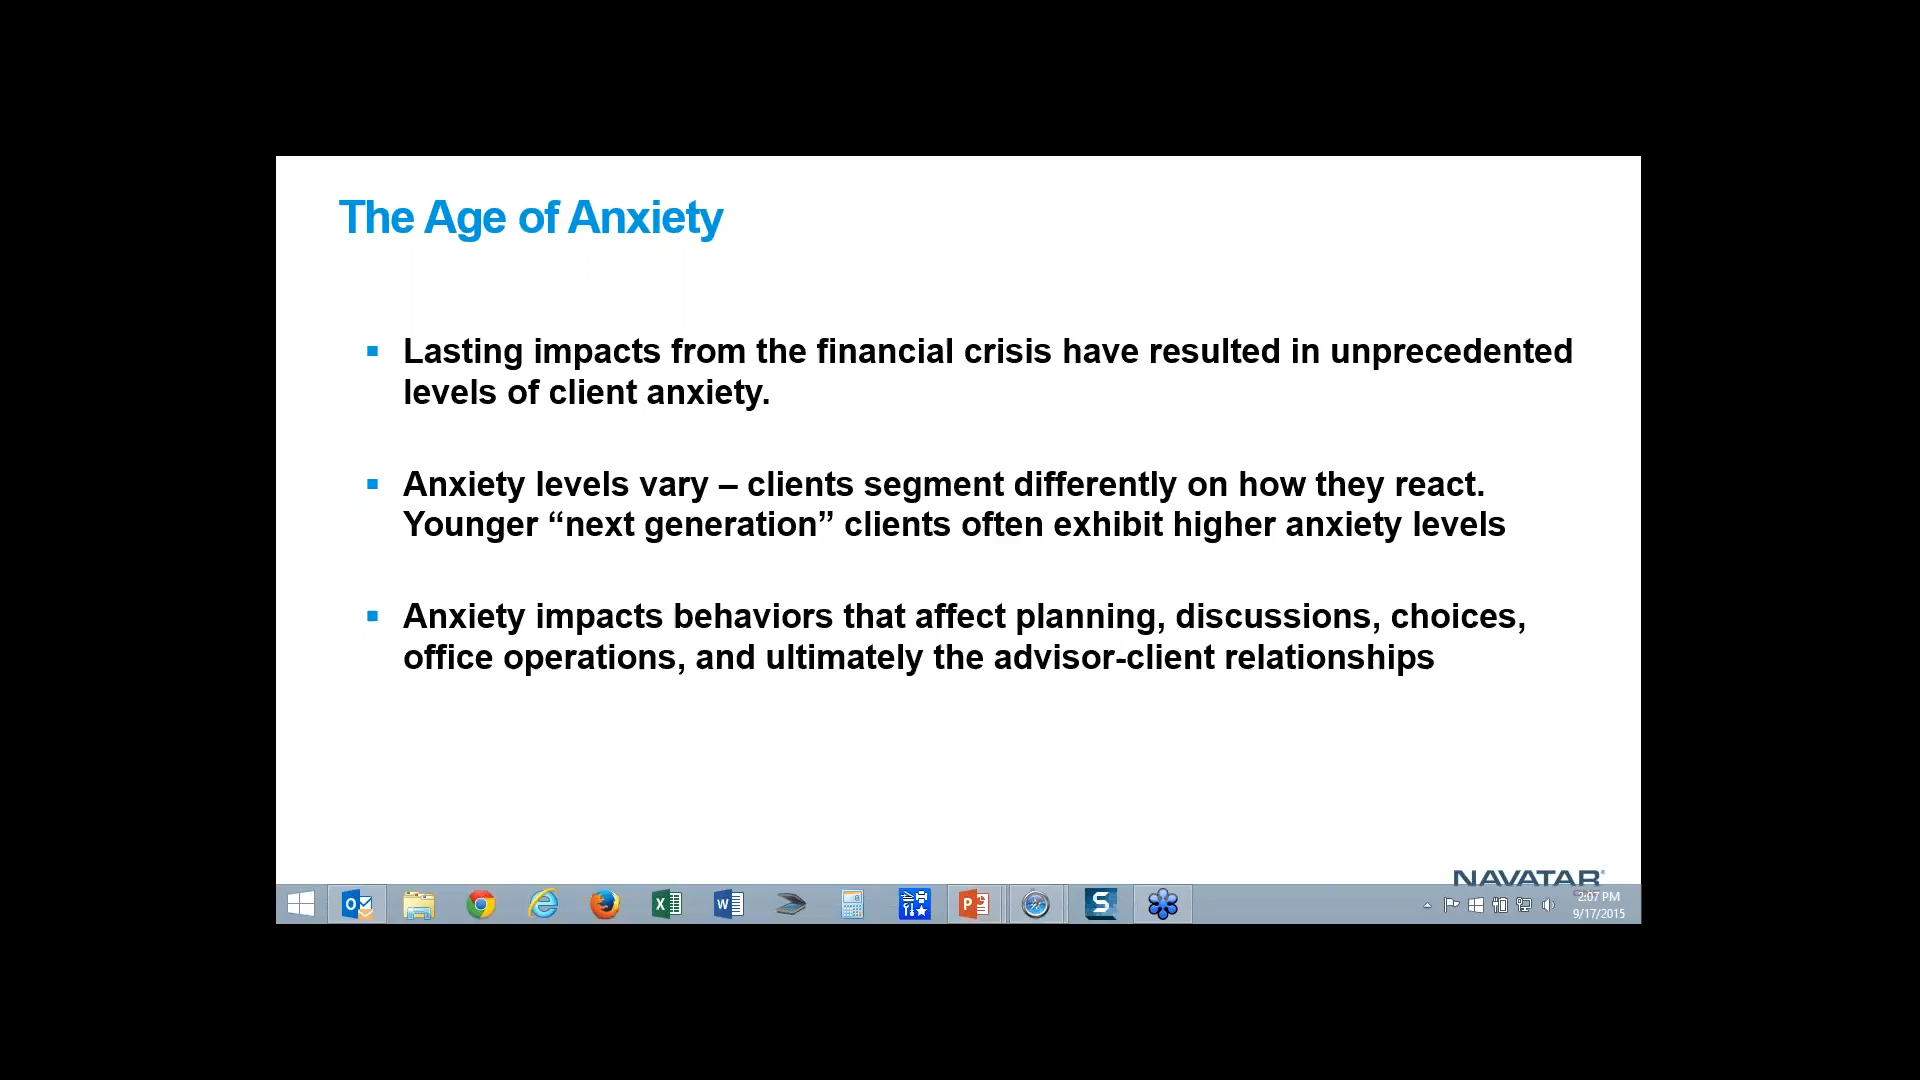 The Age of Anxiety
▪ Lasting impacts from the financial crisis have resulted in unprecedented
levels of client anxiety.
▪ Anxiety levels vary – clients segment differently on how they react.
Younger “next generation” clients often exhibit higher anxiety levels
▪ Anxiety impacts behaviors that affect planning, discussions, choices,
office operations, and ultimately the advisor-client relationships
NAVATAR
2:07 PM
9/17/2015